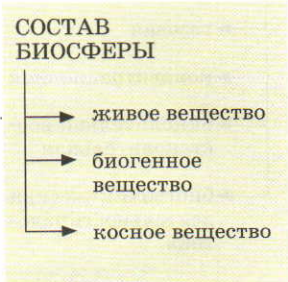 СОСТАВ
БИОСФЕРЫ
живое вещество
биогенное
вещество
косное вещество